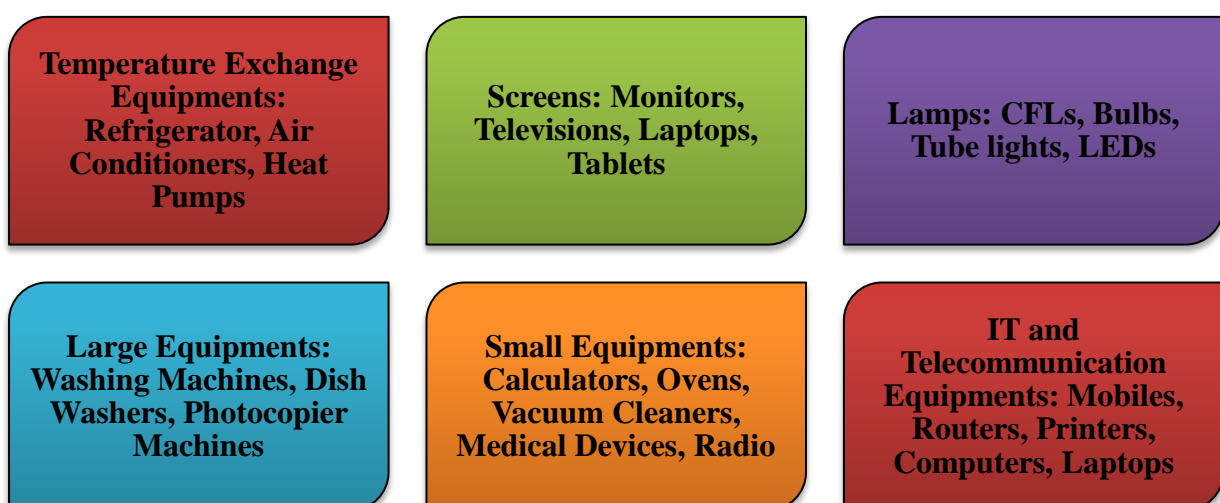 Temperature Exchange
Equipments:
Refrigerator, Air
Conditioners, Heat
Pumps
Screens: Monitors,
Televisions, Laptops,
Tablets
Lamps: CFLs, Bulbs,
Tube lights, LEDs
Large Equipments:
Washing Machines, Dish
Washers, Photocopier
Machines
Small Equipments:
Calculators, Ovens,
Vacuum Cleaners,
Medical Devices, Radio
IT and
Telecommunication
Equipments: Mobiles,
Routers, Printers,
Computers, Laptops